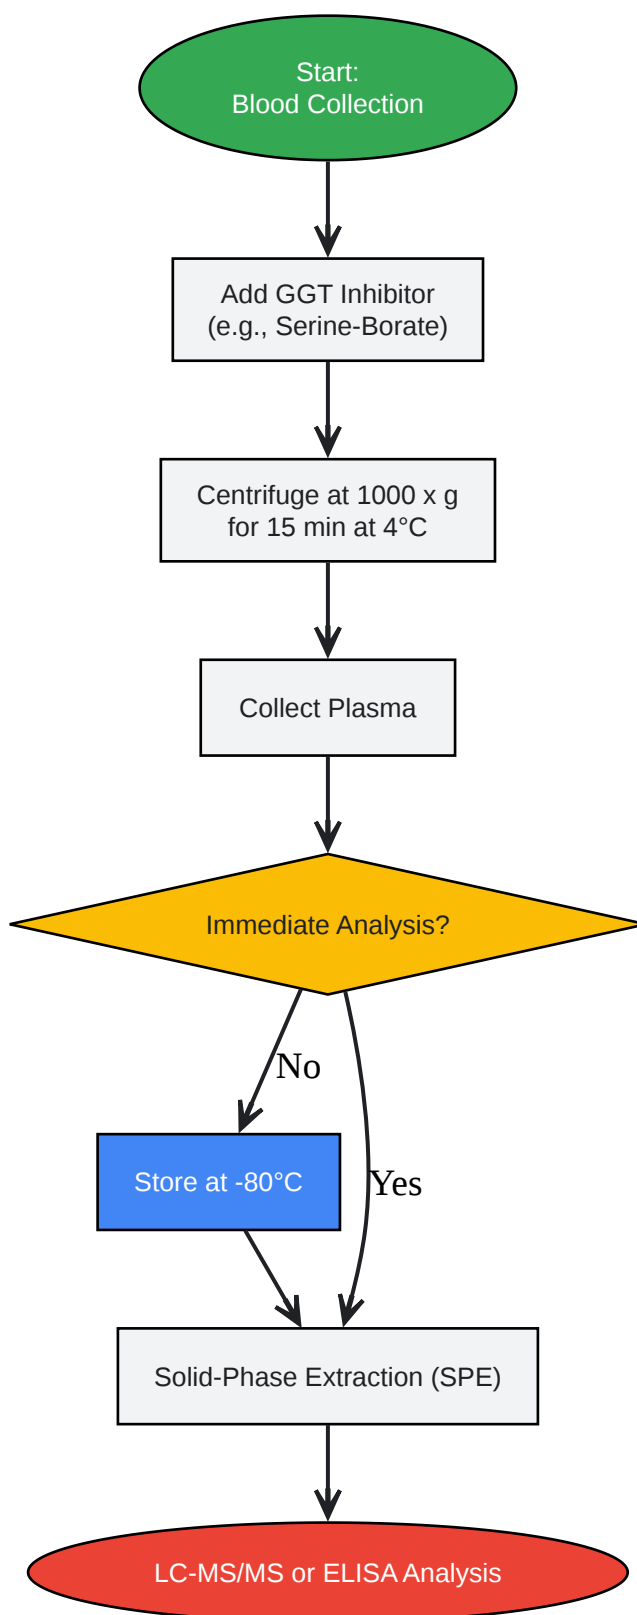 Start:
Blood Collection
Add GGT Inhibitor
(e.g., Serine-Borate)
Centrifuge at 1000 x g
for 15 min at 4°C
Collect Plasma
Immediate Analysis?
No
Store at -80°C
Yes
Solid-Phase Extraction (SPE)
LC-MS/MS or ELISA Analysis